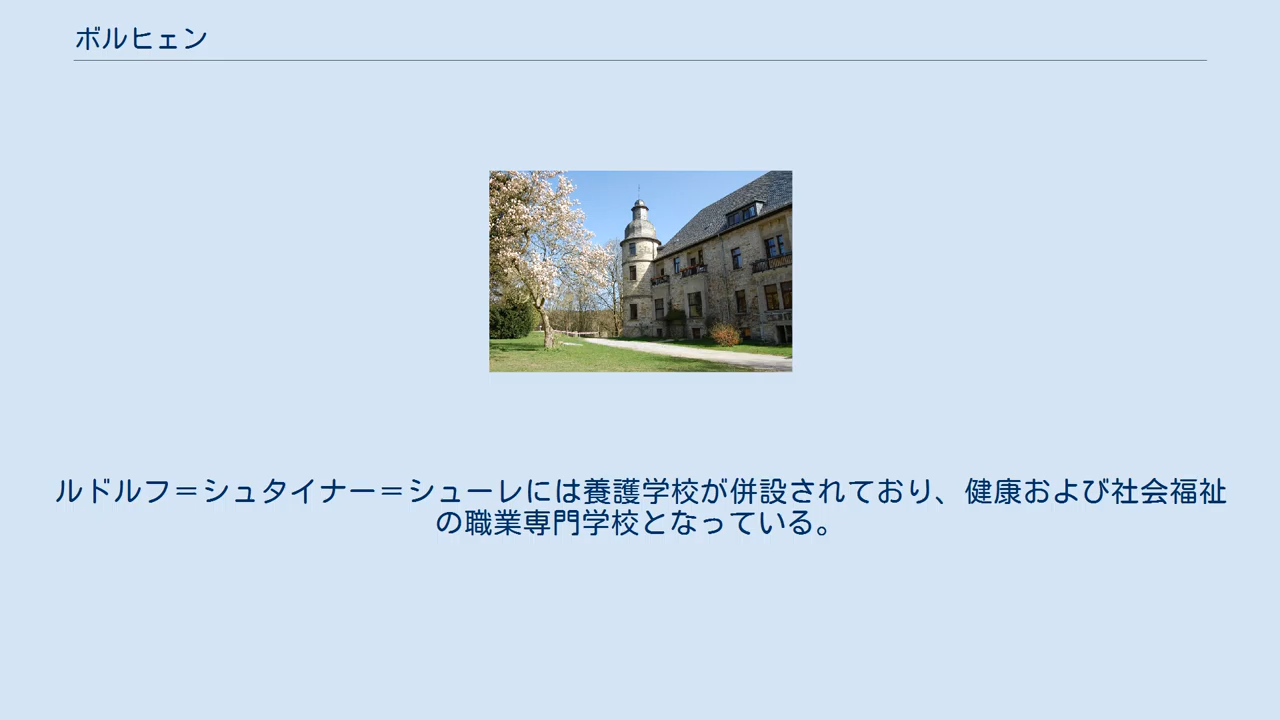 ボルヒェン
ルドルフ＝シュタイナー＝シューレには養護学校が併設されており、健康および社会福祉
の職業専門学校となっている。